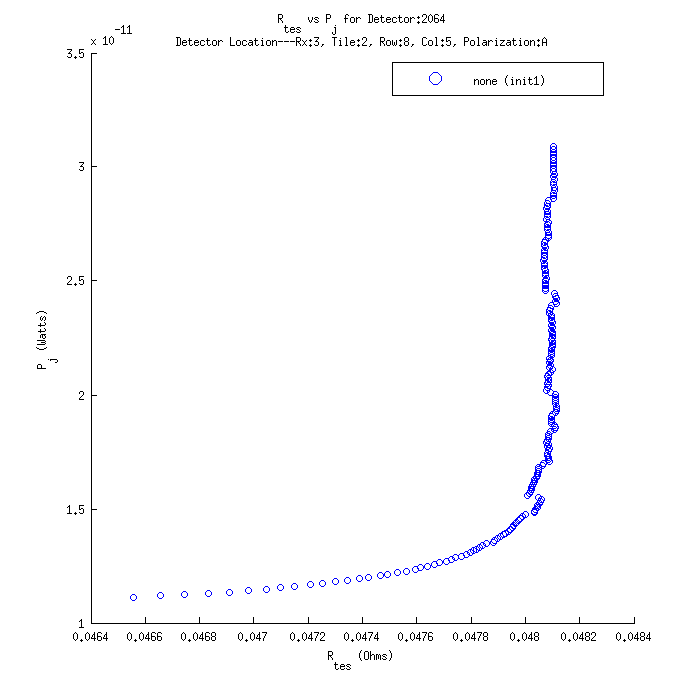 R_tes vs P_j for Detector:2064
Detector Location---Rx:3, Tile:2, Row:8, Col:5, Polarization:A
x 10^-11
none (init1)
3.5
3
2.5
2
1.5
1
P_j (Watts)
0.0464 0.0466 0.0468 0.047 0.0472 0.0474 0.0476 0.0478 0.048 0.0482 0.0484
R_tes (Ohms)